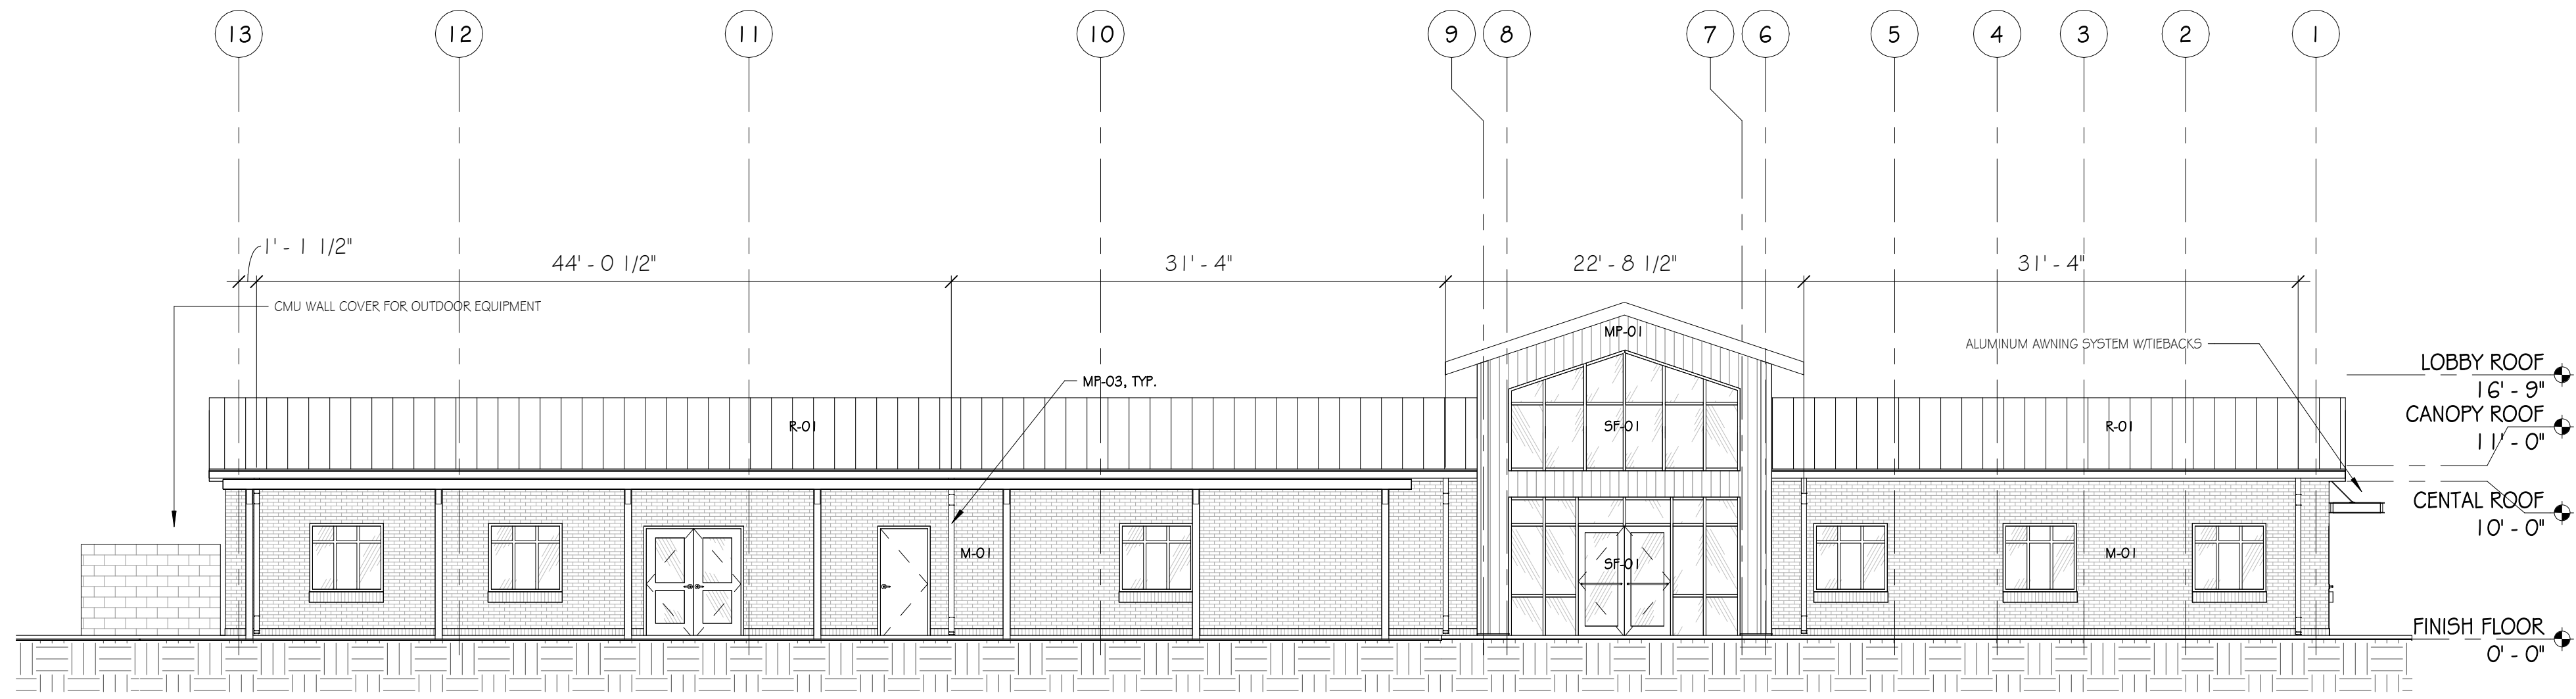 13
12
11
10
9
8
7
6
5
4
3
2
1
1' - 1 1/2"
44' - 0 1/2"
31' - 4"
22' - 8 1/2"
31' - 4"
CMU WALL COVER FOR OUTDOOR EQUIPMENT
MP-01
ALUMINUM AWNING SYSTEM W/TIEBACKS
LOBBY ROOF
16' - 9"
MP-03, TYP.
CANOPY ROOF
11' - 0"
R-01
SF-01
R-01
CENTAL ROOF
10' - 0"
M-01
SF-01
M-01
FINISH FLOOR
0' - 0"